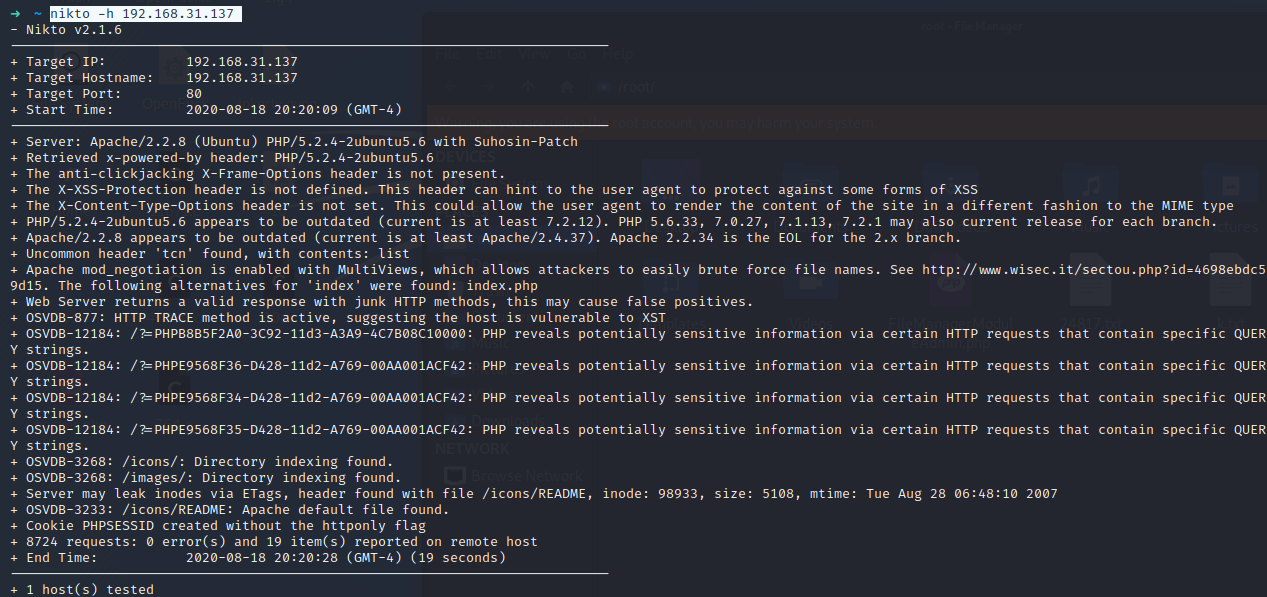 ➜ ~ nikto -h 192.168.31.137
- Nikto v2.1.6
+ Target IP: 192.168.31.137
+ Target Hostname: 192.168.31.137
+ Target Port: 80
+ Start Time: 2020-08-18 20:20:09 (GMT-4)
+ Server: Apache/2.2.8 (Ubuntu) PHP/5.2.4-2ubuntu5.6 with Suhosin-Patch
+ Retrieved x-powered-by header: PHP/5.2.4-2ubuntu5.6
+ The anti-clickjacking X-Frame-Options header is not present.
+ The X-XSS-Protection header is not defined. This header can hint to the user agent to protect against some forms of XSS
+ The X-Content-Type-Options header is not set. This could allow the user agent to render the content of the site in a different fashion to the MIME type
+ PHP/5.2.4-2ubuntu5.6 appears to be outdated (current is at least 7.2.12). PHP 5.6.33, 7.0.27, 7.1.13, 7.2.1 may also current release for each branch.
+ Apache/2.2.8 appears to be outdated (current is at least Apache/2.4.37). Apache 2.2.34 is the EOL for the 2.x branch.
+ Uncommon header 'tcn' found, with contents: list
+ Apache mod_negotiation is enabled with MultiViews, which allows attackers to easily brute force file names. See http://www.wisec.it/sectou.php?id=4698ebdc5
9d15. The following alternatives for 'index' were found: index.php
+ Web Server returns a valid response with junk HTTP methods, this may cause false positives.
+ OSVDB-877: HTTP TRACE method is active, suggesting the host is vulnerable to XST
+ OSVDB-12184: /?=PHPB8B5F2A0-3C92-11d3-A3A9-4C7B08C10000: PHP reveals potentially sensitive information via certain HTTP requests that contain specific QUER
Y strings.
+ OSVDB-12184: /?=PHPE9568F36-D428-11d2-A769-00AA001ACF42: PHP reveals potentially sensitive information via certain HTTP requests that contain specific QUER
Y strings.
+ OSVDB-12184: /?=PHPE9568F34-D428-11d2-A769-00AA001ACF42: PHP reveals potentially sensitive information via certain HTTP requests that contain specific QUER
Y strings.
+ OSVDB-12184: /?=PHPE9568F35-D428-11d2-A769-00AA001ACF42: PHP reveals potentially sensitive information via certain HTTP requests that contain specific QUER
Y strings.
+ OSVDB-3268: /icons/: Directory indexing found.
+ OSVDB-3268: /images/: Directory indexing found.
+ Server may leak inodes via ETags, header found with file /icons/README, inode: 98933, size: 5108, mtime: Tue Aug 28 06:48:10 2007
+ OSVDB-3233: /icons/README: Apache default file found.
+ Cookie PHPSESSID created without the httponly flag
+ 8724 requests: 0 error(s) and 19 item(s) reported on remote host
+ End Time: 2020-08-18 20:20:28 (GMT-4) (19 seconds)
+ 1 host(s) tested
root - File Manager
/root/
DEVICES
NETWORK
Browse Network